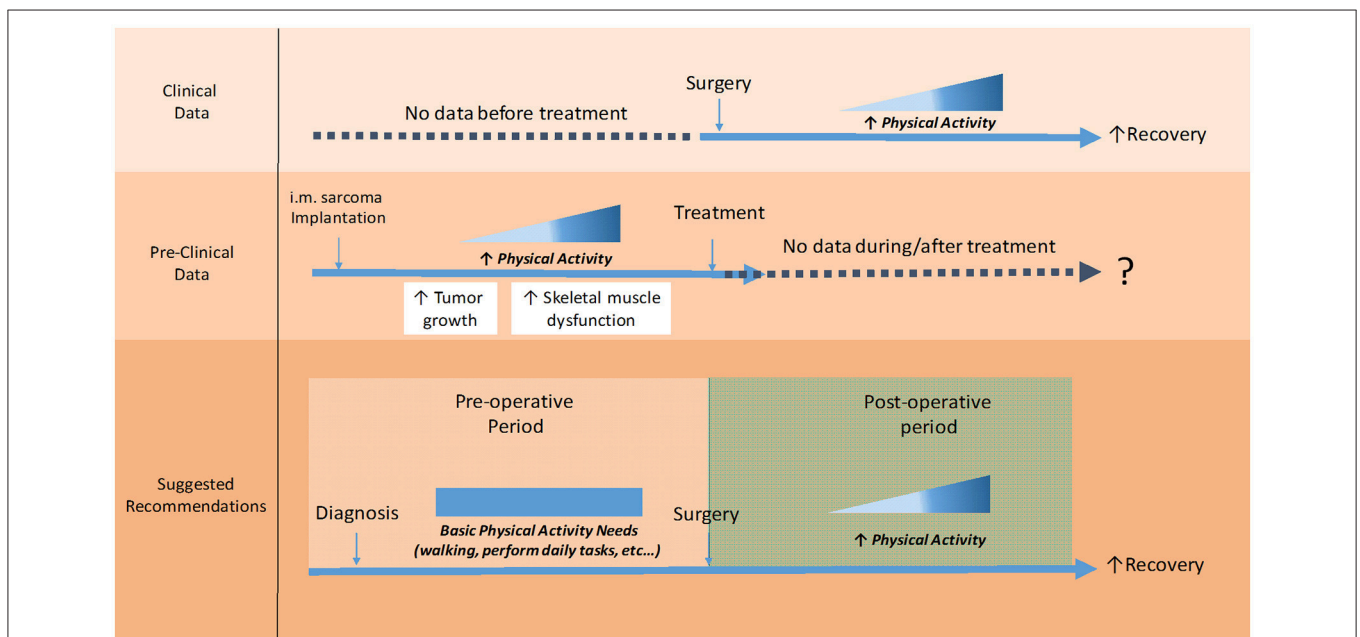 Clinical
Data
No data before treatment
Surgery
↑ Physical Activity
↑Recovery
Pre-Clinical
Data
i.m. sarcoma
Implantation
↑ Physical Activity
↑ Tumor
growth
↑ Skeletal muscle
dysfunction
Treatment
No data during/after treatment
?
Suggested
Recommendations
Pre-operative
Period
Diagnosis
Basic Physical Activity Needs
(walking, perform daily tasks, etc...)
Surgery
Post-operative
period
↑ Physical Activity
↑Recovery